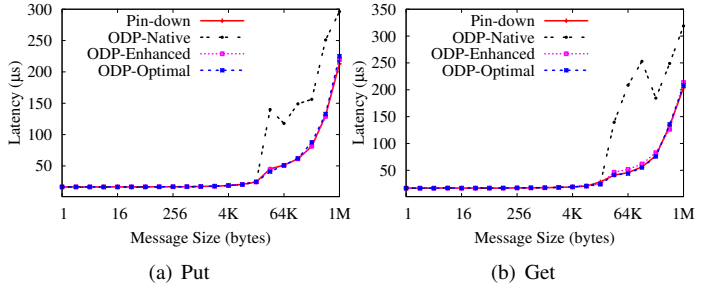 300
250
200
150
100
50
Latency (µs)
Pin-down
ODP-Native
ODP-Enhanced
ODP-Optimal
1 16 256 4K 64K 1M
Message Size (bytes)
(a) Put
350
300
250
200
150
100
50
Latency (µs)
Pin-down
ODP-Native
ODP-Enhanced
ODP-Optimal
1 16 256 4K 64K 1M
Message Size (bytes)
(b) Get